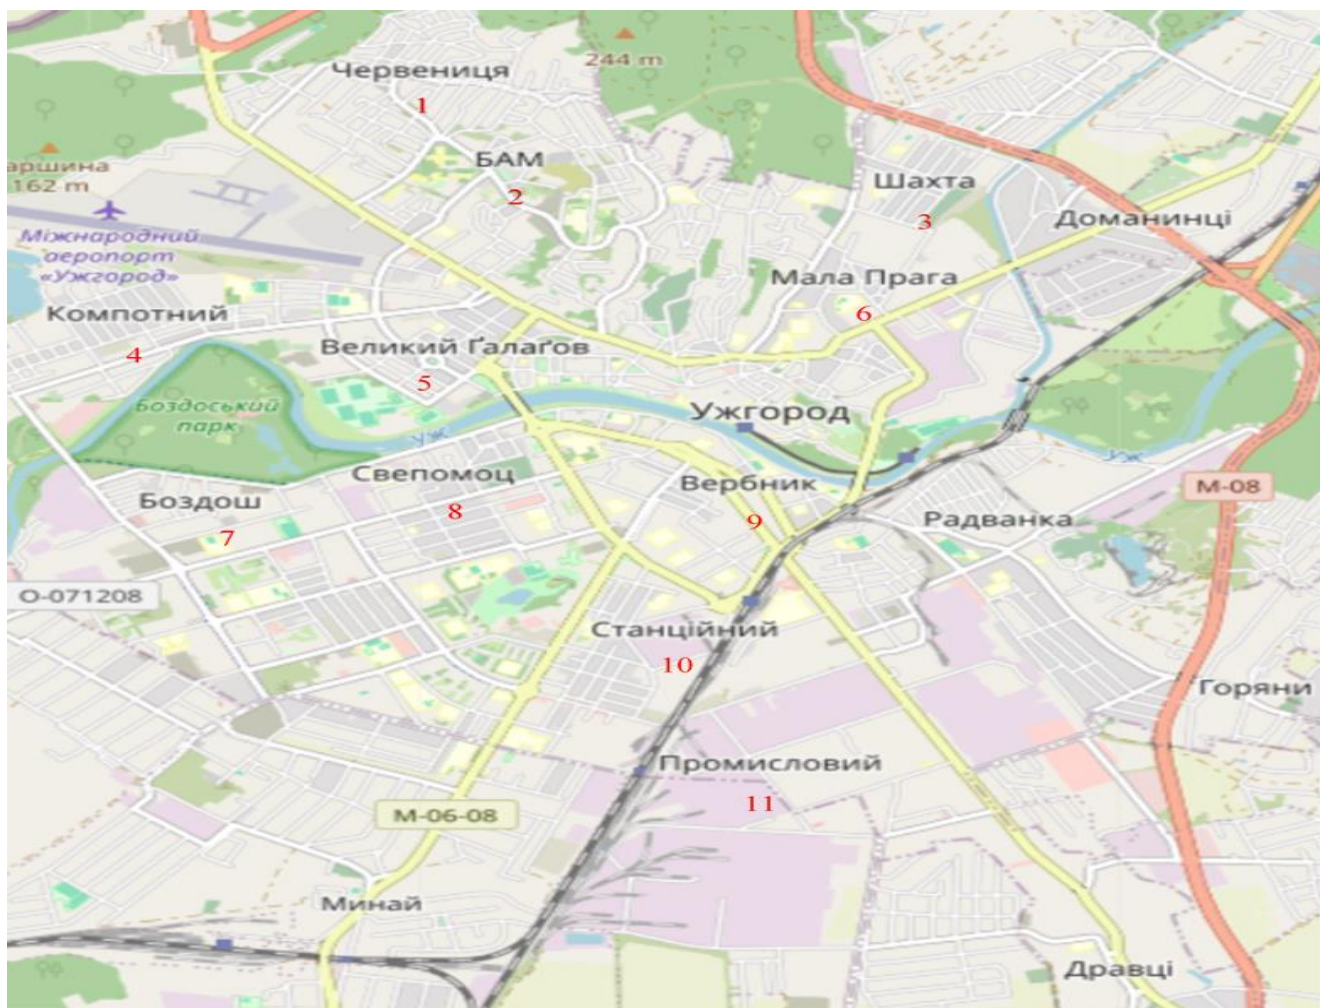 244 m
Червениця
1
БАМ
аршина
162 m
2
Шахта
3
Доманинці
Міжнародний
аеропорт
«Ужгород»
Мала Прага
6
Компотний
4
Великий Ґалаґов
5
Боздоський
парк
Уж
Ужгород
Уж
Свепомоц
8
Вербник
9
М-08
Боздош
7
Радванка
О-071208
Станційний
10
Горяни
Промисловий
11
М-06-08
Минай
Дравці